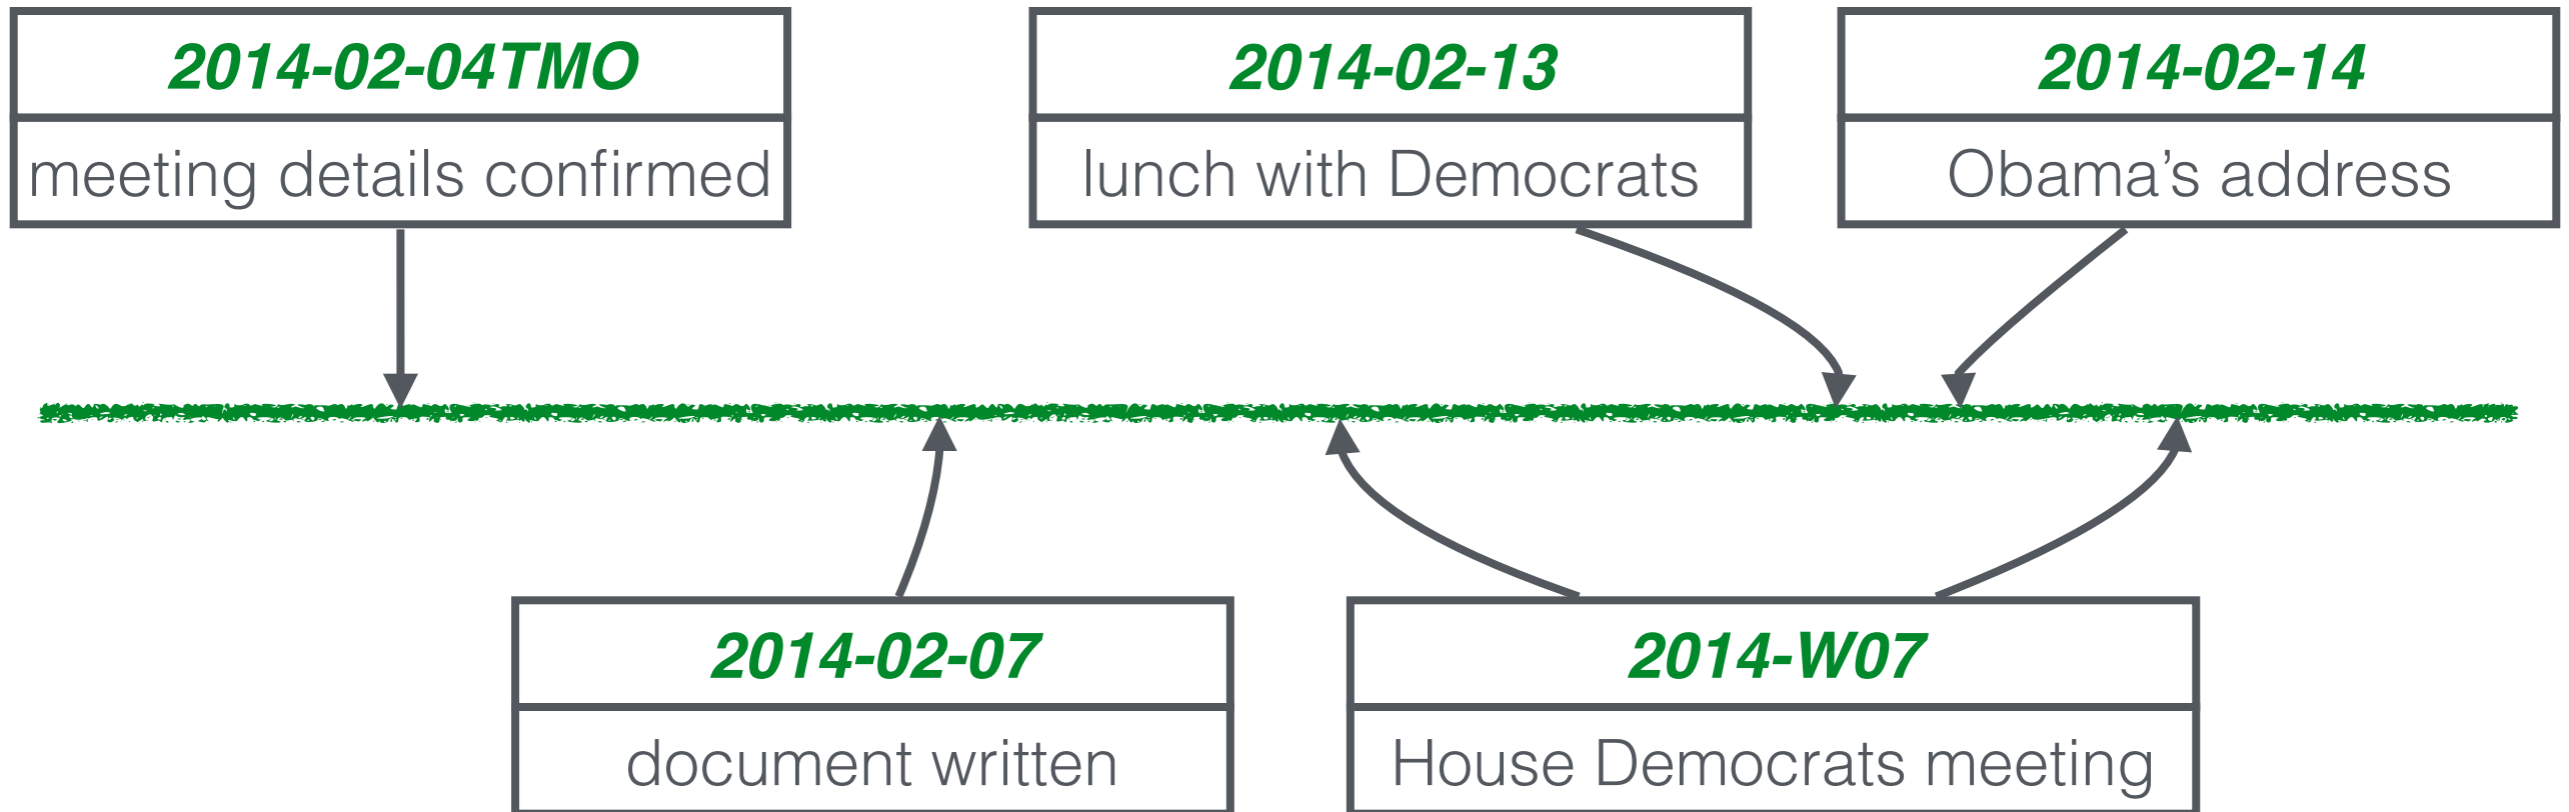 2014-02-04TMO
meeting details confirmed
2014-02-13
lunch with Democrats
2014-02-14
Obama’s address
2014-02-07
document written
2014-W07
House Democrats meeting